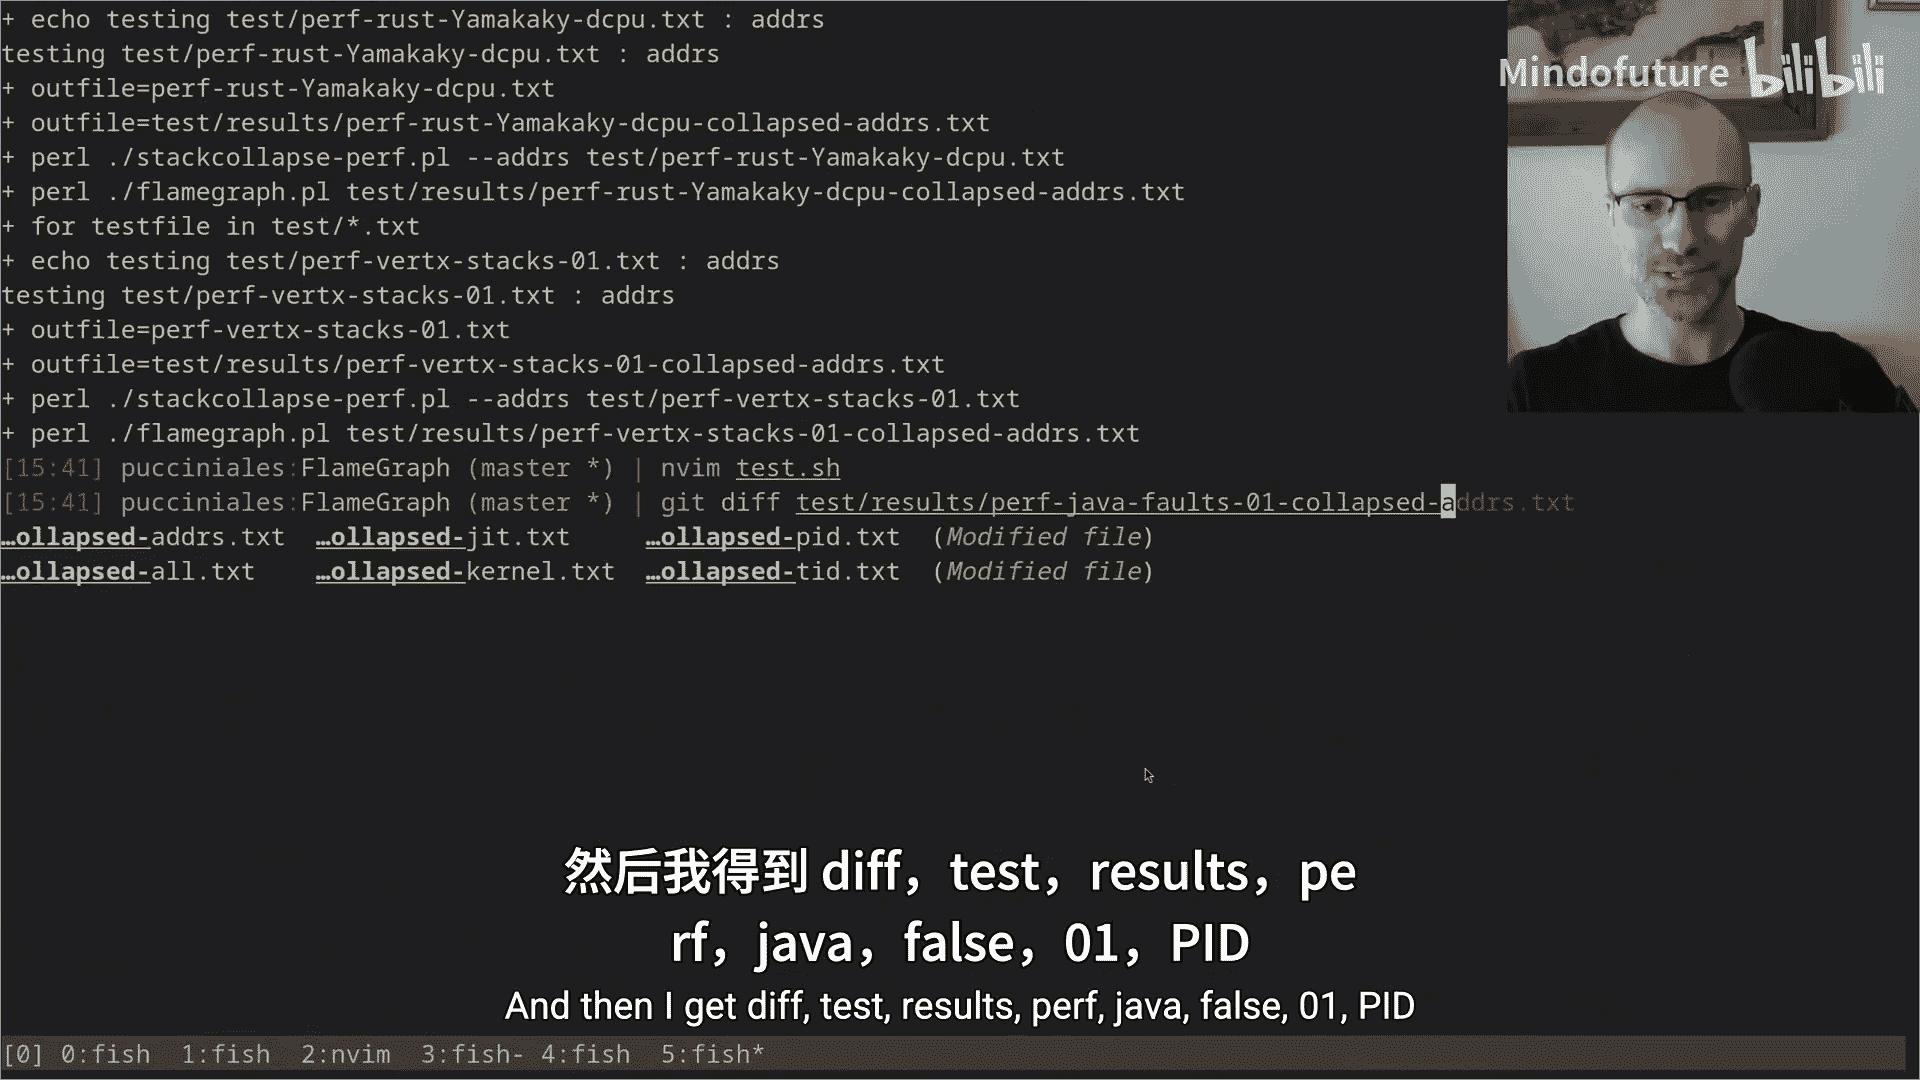 + echo testing test/perf-rust-Yamakaky-dcpu.txt : addrs
testing test/perf-rust-Yamakaky-dcpu.txt : addrs
+ outfile=perf-rust-Yamakaky-dcpu.txt
+ outfile=test/results/perf-rust-Yamakaky-dcpu-collapsed-addrs.txt
+ perl ./stackcollapse-perf.pl --addrs test/perf-rust-Yamakaky-dcpu.txt
+ perl ./flamegraph.pl test/results/perf-rust-Yamakaky-dcpu-collapsed-addrs.txt
+ for testfile in test/*.txt
+ echo testing test/perf-vertx-stacks-01.txt : addrs
testing test/perf-vertx-stacks-01.txt : addrs
+ outfile=perf-vertx-stacks-01.txt
+ outfile=test/results/perf-vertx-stacks-01-collapsed-addrs.txt
+ perl ./stackcollapse-perf.pl --addrs test/perf-vertx-stacks-01.txt
+ perl ./flamegraph.pl test/results/perf-vertx-stacks-01-collapsed-addrs.txt
[15:41] pucciniales:FlameGraph (master *) | nvim test.sh
[15:41] pucciniales:FlameGraph (master *) | git diff test/results/perf-java-faults-01-collapsed-addrs.txt
…ollapsed-addrs.txt …ollapsed-jit.txt …ollapsed-pid.txt (Modified file)
…ollapsed-all.txt …ollapsed-kernel.txt …ollapsed-tid.txt (Modified file)
Mindofuture bilibili
然后我得到 diff，test，results，pe
rf，java，false，01，PID
And then I get diff, test, results, perf, java, false, 01, PID
[0] 0:fish 1:fish 2:nvim 3:fish- 4:fish 5:fish*